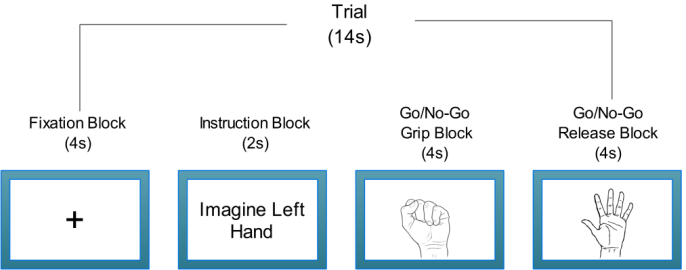 Trial
(14s)
Fixation Block
(4s)
Instruction Block
(2s)
Go/No-Go
Grip Block
(4s)
Go/No-Go
Release Block
(4s)
+
Imagine Left
Hand